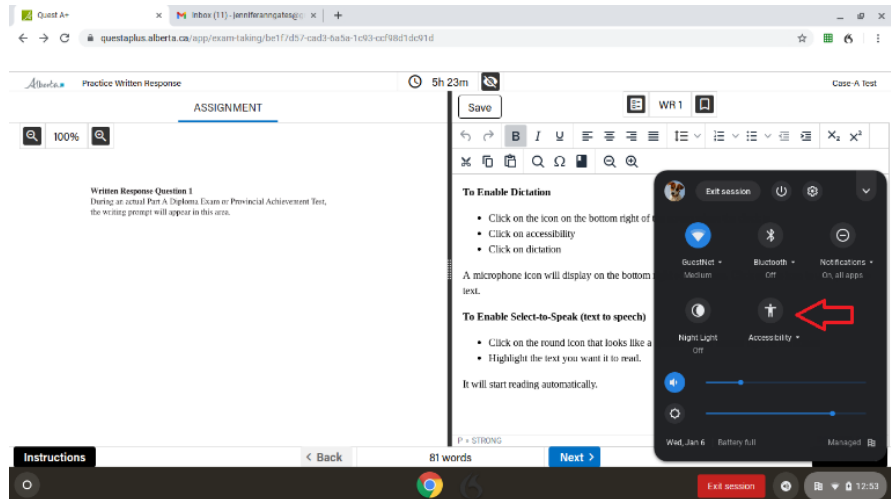 Quest A+
Inbox (11) - jenniferanngates@g
questaplus.alberta.ca/app/exam-taking/be1f7d57-cad3-6a5a-1c93-ccf98d1dc91d
Alberta
Practice Written Response
5h 23m
Case-A Test
ASSIGNMENT
Save
WR 1
100%
B I U
X₂ X²
Written Response Question 1
During an actual Part A Diploma Exam or Provincial Achievement Test,
the writing prompt will appear in this area.
To Enable Dictation
• Click on the icon on the bottom right of
• Click on accessibility
• Click on dictation
A microphone icon will display on the bottom
text.
To Enable Select-to-Speak (text to speech)
• Click on the round icon that looks like a
• Highlight the text you want it to read.
It will start reading automatically.
P » STRONG
Exit session
GuestNet
Medium
Bluetooth
Off
Notifications
On, all apps
Night Light
Off
Accessibility
Wed, Jan 6
Battery full
Managed
Instructions
< Back
81 words
Next >
Exit session
12:53